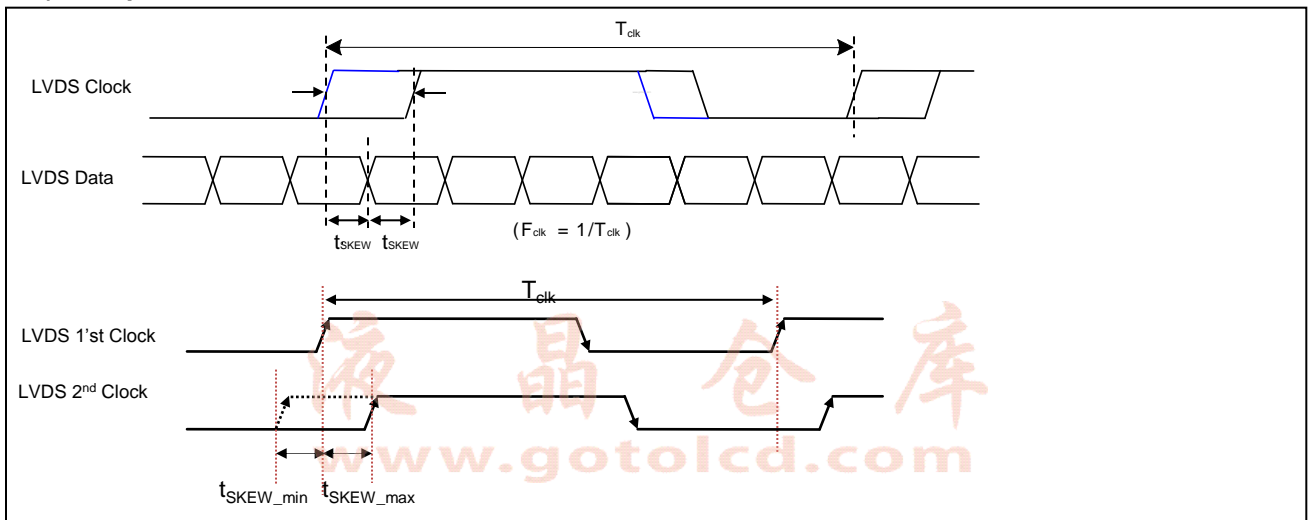 Tclk
LVDS Clock
LVDS Data
tSKEW tSKEW
(Fclk = 1/Tclk)
Tclk
LVDS 1'st Clock
液晶仓库
LVDS 2nd Clock
www.gotolcd.com
tSKEW_min tSKEW_max